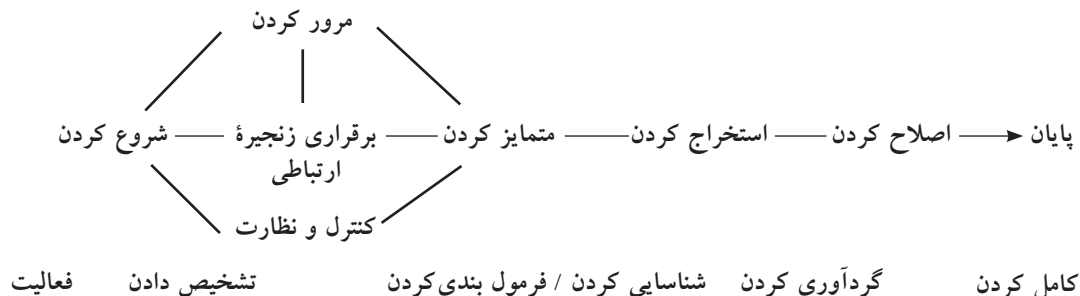 مرور کردن
شروع کردن برقراری زنجیرۀ متمایز کردن استخراج کردن اصلاح کردن پایان
ارتباطی
کنترل و نظارت
فعالیت تشخیص دادن شناسایی کردن / فرمول بندی کردن گردآوری کردن کامل کردن